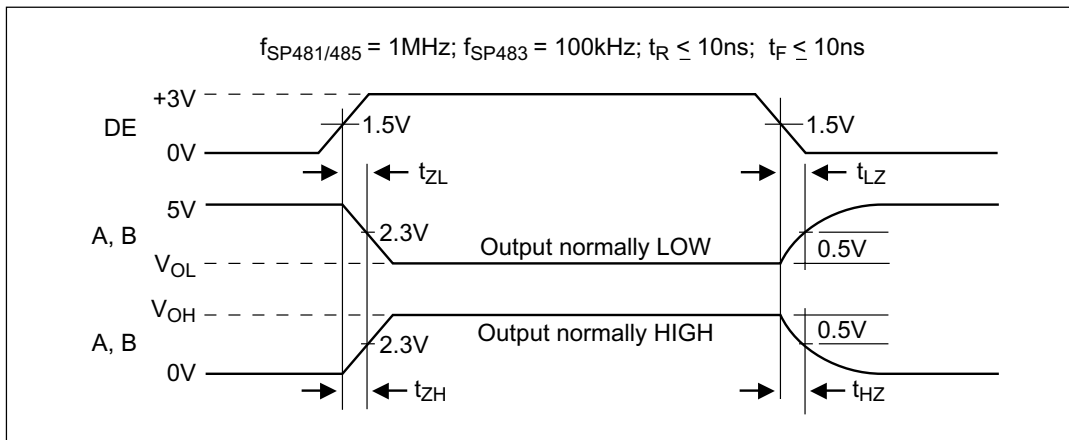 fSP481/485 = 1MHz; fSP483 = 100kHz; tR ≤ 10ns; tF ≤ 10ns
+3V
DE
1.5V
1.5V
0V
tZL
tLZ
5V
A, B
2.3V
Output normally LOW
0.5V
VOL
VOH
A, B
2.3V
Output normally HIGH
0.5V
0V
tZH
tHZ